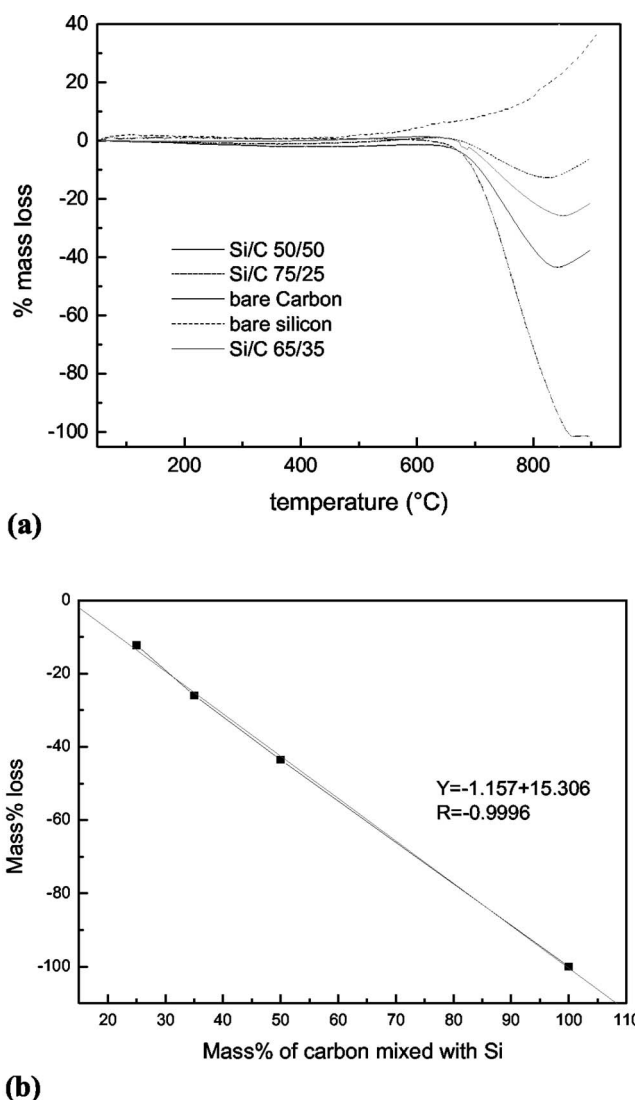 40
20
0
-20
-40
-60
-80
-100
% mass loss
Si/C 50/50
Si/C 75/25
bare Carbon
bare silicon
Si/C 65/35
200 400 600 800
temperature (°C)
(a)
0
-20
-40
-60
-80
-100
Mass% loss
Y=-1.157+15.306
R=-0.9996
20 30 40 50 60 70 80 90 100 110
Mass% of carbon mixed with Si
(b)